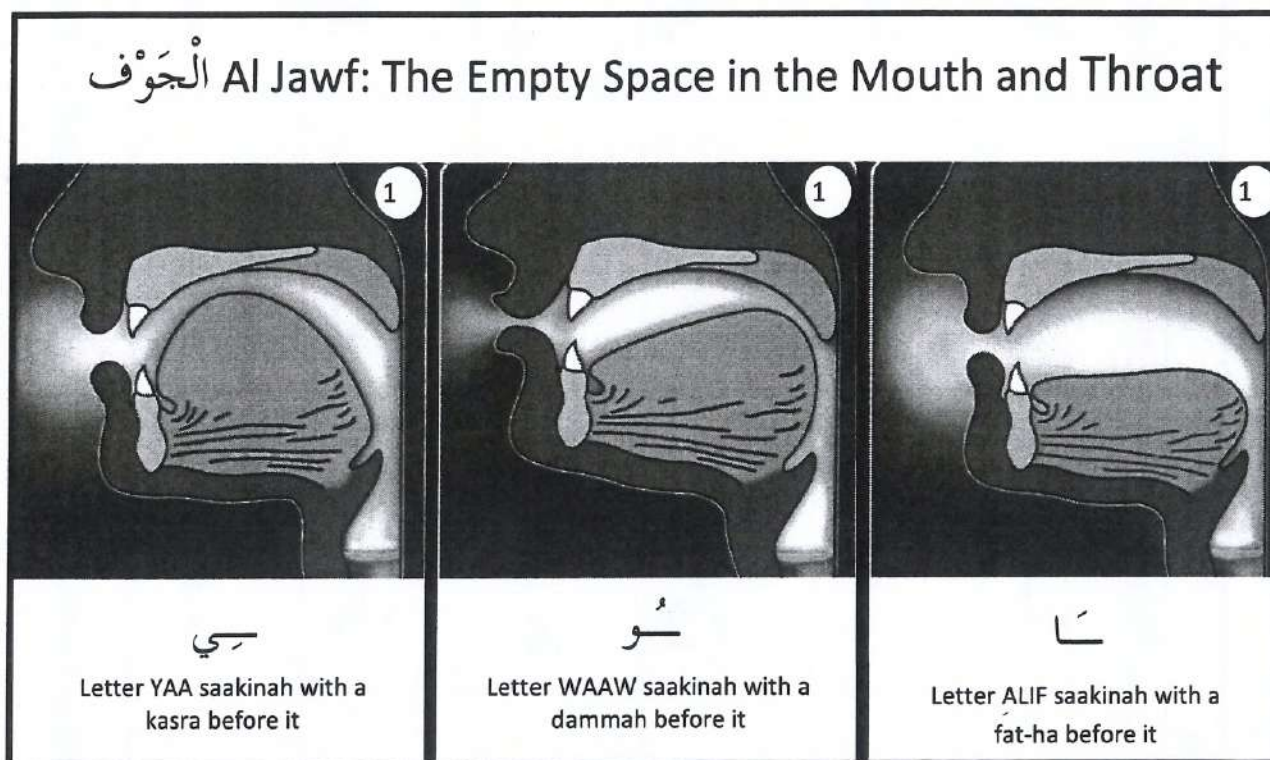 الْجَوْف Al Jawf: The Empty Space in the Mouth and Throat
1
1
1
ـِي
Letter YAA saakinah with a
kasra before it
ـُو
Letter WAAW saakinah with a
dammah before it
ـَا
Letter ALIF saakinah with a
fat-ha before it